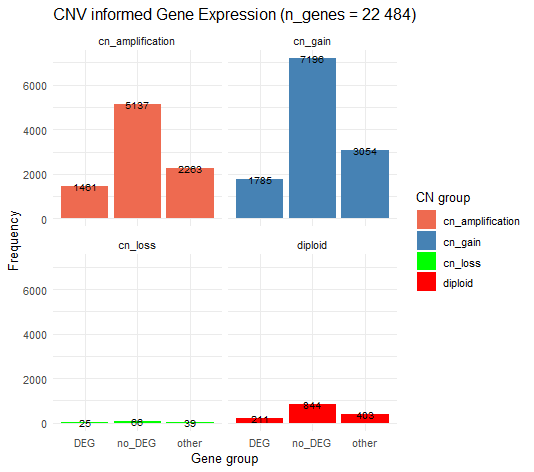 CNV informed Gene Expression (n_genes = 22 484)
cn_amplification
cn_gain
6000
4000
2000
0
1461
5137
2263
1785
7196
3054
Frequency
cn_loss
diploid
6000
4000
2000
0
25
66
39
211
844
403
DEG
no_DEG
other
DEG
no_DEG
other
Gene group
CN group
cn_amplification
cn_gain
cn_loss
diploid